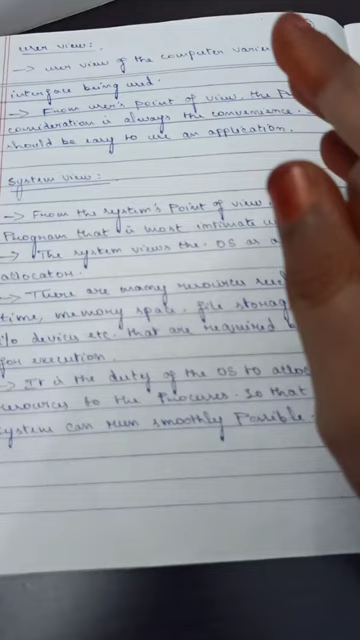 User view:-
→ user view of the computer varies
interface being used.
→ From user's point of view, the
consideration is always the convenience.
should be easy to use an application.
System view:-
→ From the system's point of view
Program that is most intimate
→ The system views the OS as a
allocator.
→ There are many resources
time, memory space, file storage
i/o devices etc. that are required
for execution.
→ It is the duty of the OS to
resources to the Processes. So that
system can run smoothly Possible.